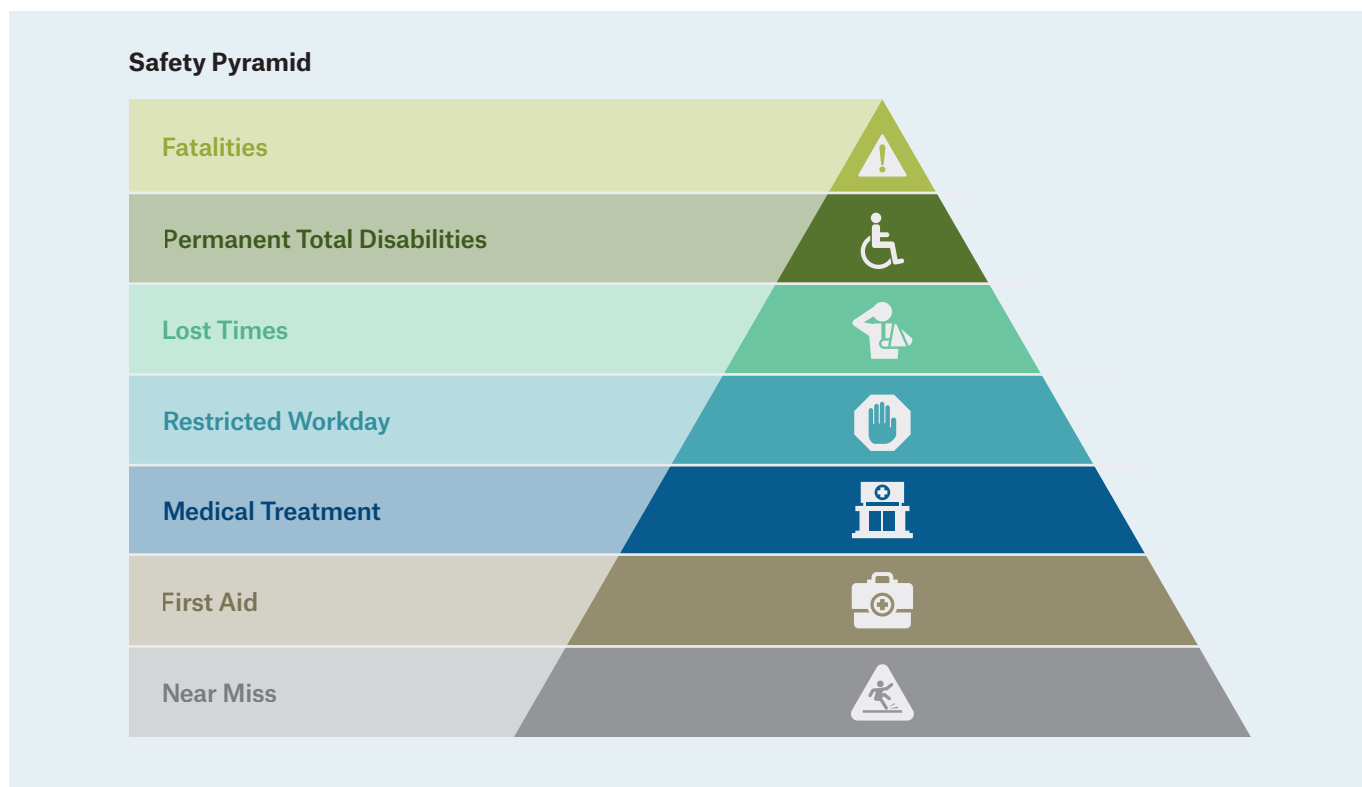 Safety Pyramid
Fatalities
Permanent Total Disabilities
Lost Times
Restricted Workday
Medical Treatment
First Aid
Near Miss